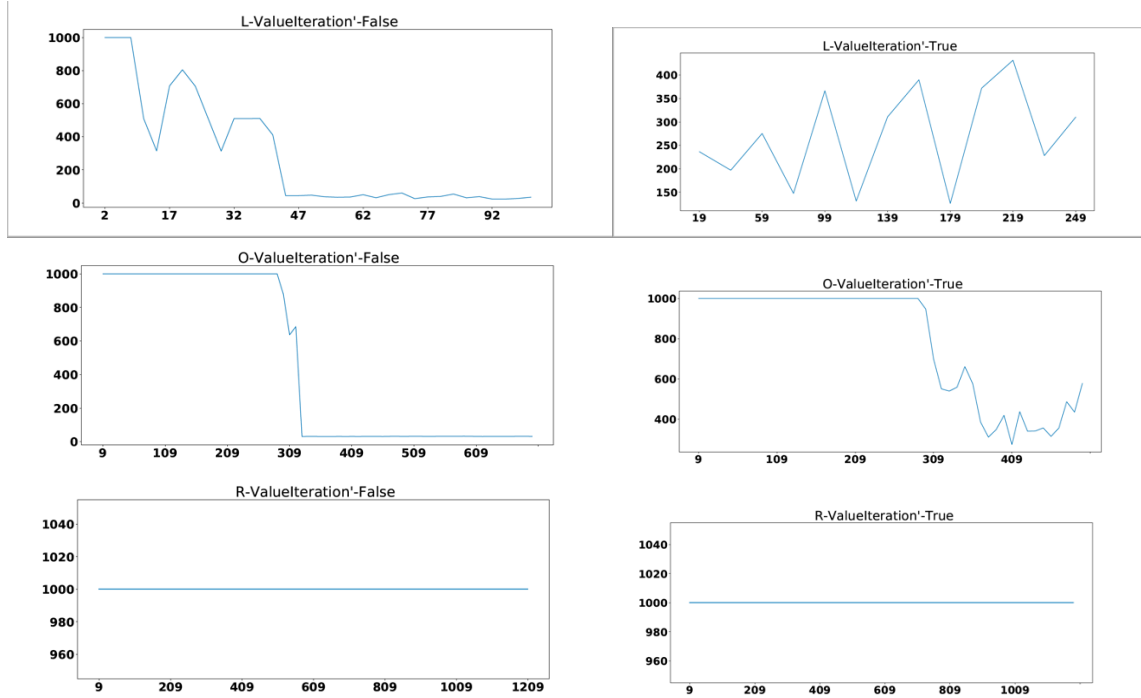 L-ValueIteration'-False
1000
800
600
400
200
0
2 17 32 47 62 77 92
L-ValueIteration'-True
400
350
300
250
200
150
19 59 99 139 179 219 249
O-ValueIteration'-False
1000
800
600
400
200
0
9 109 209 309 409 509 609
O-ValueIteration'-True
1000
800
600
400
9 109 209 309 409
R-ValueIteration'-False
1040
1020
1000
980
960
9 209 409 609 809 1009 1209
R-ValueIteration'-True
1040
1020
1000
980
960
9 209 409 609 809 1009